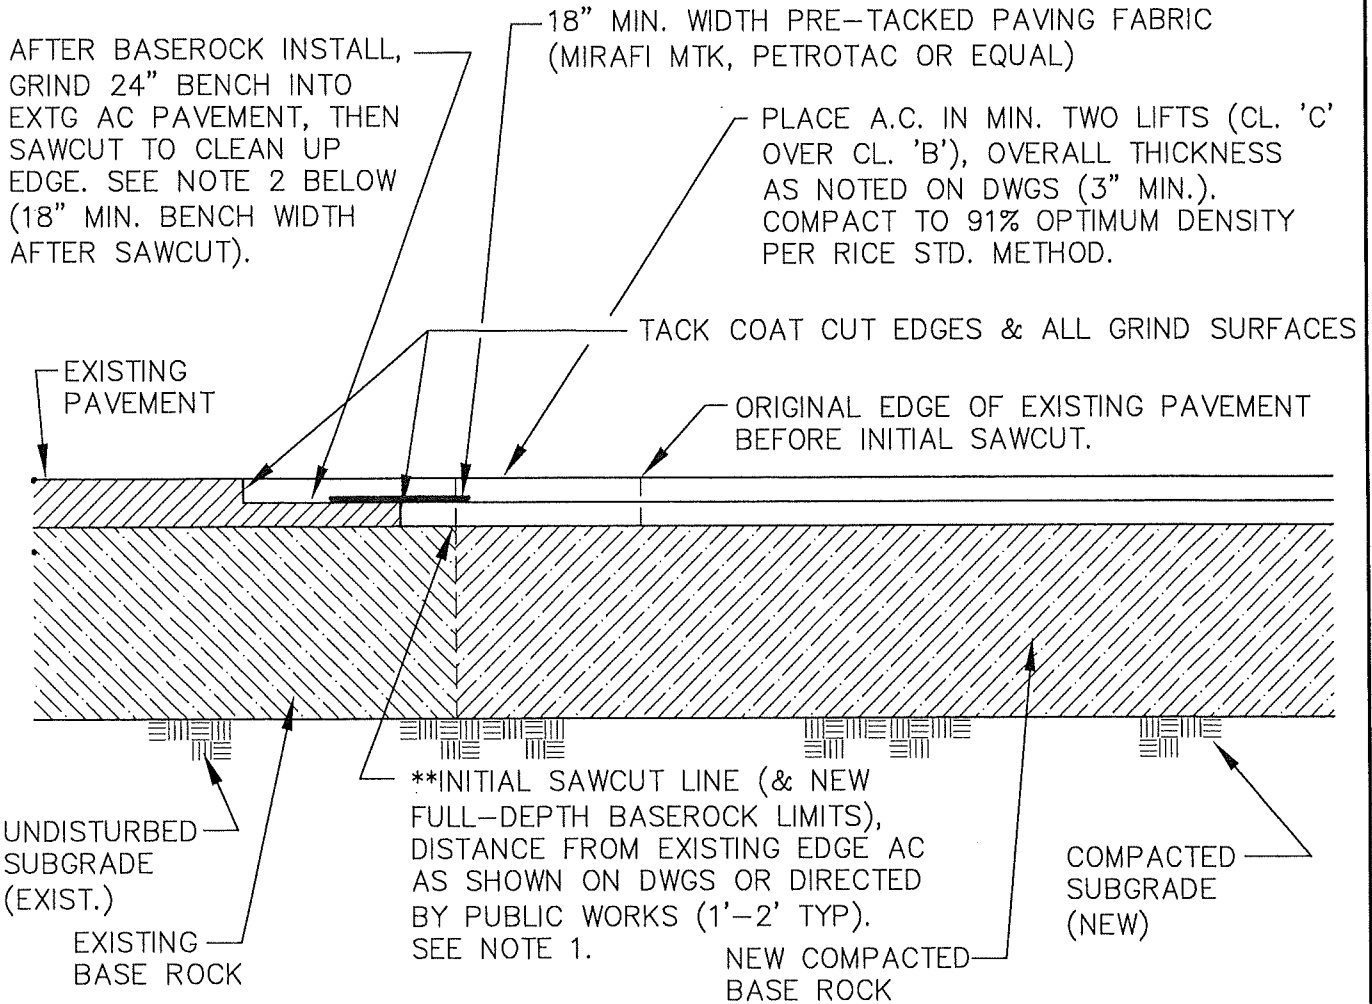 AFTER BASEROCK INSTALL,
GRIND 24" BENCH INTO
EXTG AC PAVEMENT, THEN
SAWCUT TO CLEAN UP
EDGE. SEE NOTE 2 BELOW
(18" MIN. BENCH WIDTH
AFTER SAWCUT).
18" MIN. WIDTH PRE-TACKED PAVING FABRIC
(MIRAFI MTK, PETROTAC OR EQUAL)
PLACE A.C. IN MIN. TWO LIFTS (CL. 'C'
OVER CL. 'B'), OVERALL THICKNESS
AS NOTED ON DWGS (3" MIN.).
COMPACT TO 91% OPTIMUM DENSITY
PER RICE STD. METHOD.
TACK COAT CUT EDGES & ALL GRIND SURFACES
EXISTING
PAVEMENT
ORIGINAL EDGE OF EXISTING PAVEMENT
BEFORE INITIAL SAWCUT.
UNDISTURBED
SUBGRADE
(EXIST.)
EXISTING
BASE ROCK
**INITIAL SAWCUT LINE (& NEW
FULL-DEPTH BASEROCK LIMITS),
DISTANCE FROM EXISTING EDGE AC
AS SHOWN ON DWGS OR DIRECTED
BY PUBLIC WORKS (1'-2' TYP).
SEE NOTE 1.
NEW COMPACTED
BASE ROCK
COMPACTED
SUBGRADE
(NEW)